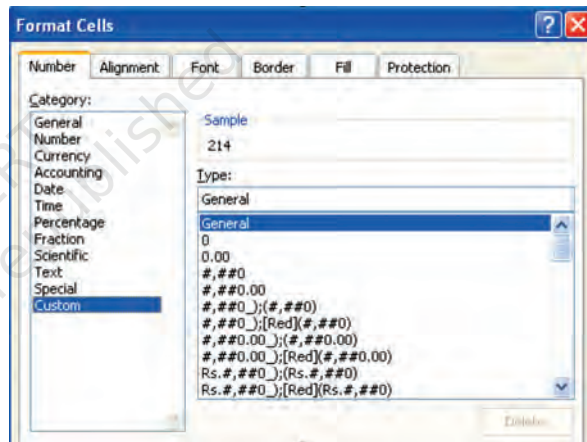 Format Cells
Number Alignment Font Border Fill Protection
Category:
General
Number
Currency
Accounting
Date
Time
Percentage
Fraction
Scientific
Text
Special
Custom
Sample
214
Type:
General
General
0
0.00
#,##0
#,##0.00
#,##0_);(#,##0)
#,##0_);[Red](#,##0)
#,##0.00_);(#,##0.00)
#,##0.00_);[Red](#,##0.00)
Rs.#,##0_);(Rs.#,##0)
Rs.#,##0_);[Red](Rs.#,##0)
Delete
published